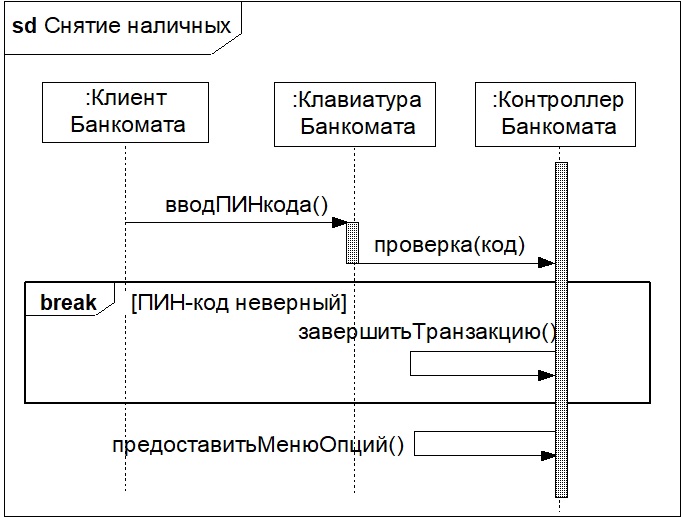 sd Снятие наличных
:Клиент
Банкомата
:Клавиатура
Банкомата
:Контроллер
Банкомата
вводПИНкода()
проверка(код)
break [ПИН-код неверный]
завершитьТранзакцию()
предоставитьМенюОпций()